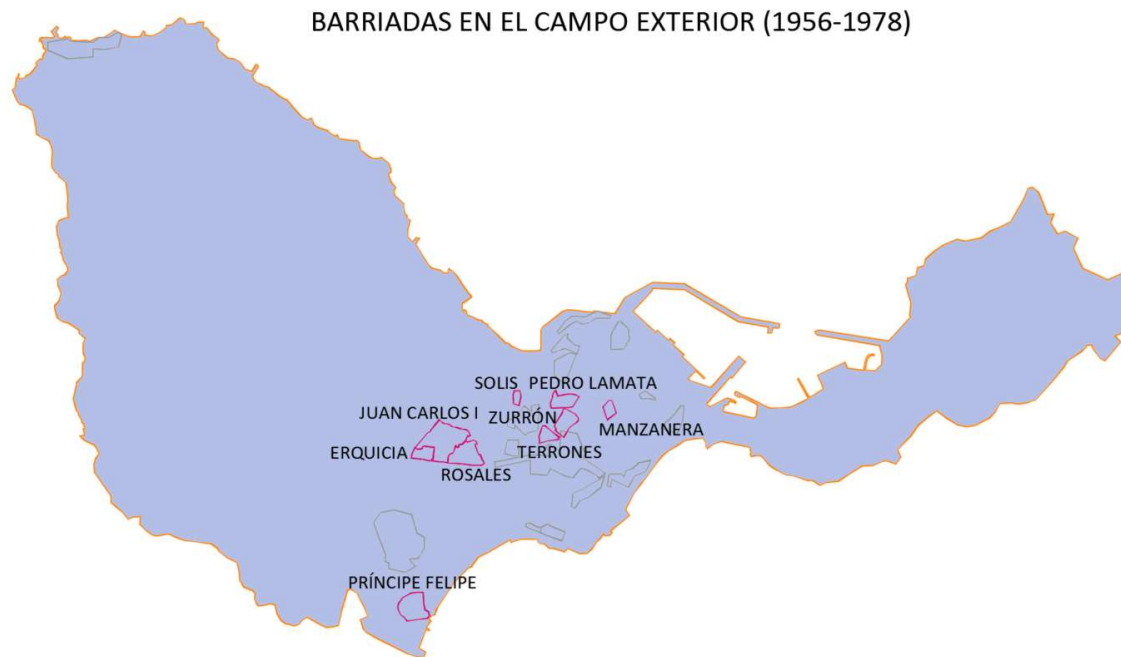 BARRIADAS EN EL CAMPO EXTERIOR (1956-1978)
SOLIS
PEDRO LAMATA
JUAN CARLOS I
ZURRÓN
MANZANERA
ERQUICIA
TERRONES
ROSALES
PRÍNCIPE FELIPE